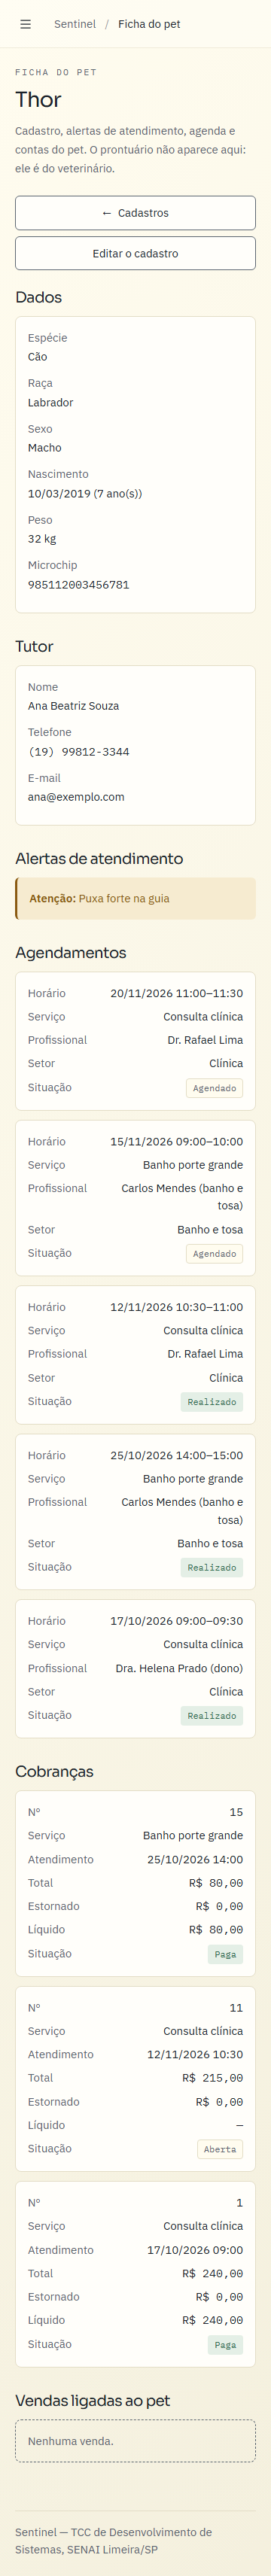 Sentinel / Ficha do pet
FICHA DO PET
Thor
Cadastro, alertas de atendimento, agenda e
contas do pet. O prontuário não aparece aqui:
ele é do veterinário.
← Cadastros
Editar o cadastro
Dados
Espécie
Cão
Raça
Labrador
Sexo
Macho
Nascimento
10/03/2019 (7 ano(s))
Peso
32 kg
Microchip
985112003456781
Tutor
Nome
Ana Beatriz Souza
Telefone
(19) 99812-3344
E-mail
ana@exemplo.com
Alertas de atendimento
Atenção: Puxa forte na guia
Agendamentos
Horário 20/11/2026 11:00–11:30
Serviço Consulta clínica
Profissional Dr. Rafael Lima
Setor Clínica
Situação Agendado
Horário 15/11/2026 09:00–10:00
Serviço Banho porte grande
Profissional Carlos Mendes (banho e
tosa)
Setor Banho e tosa
Situação Agendado
Horário 12/11/2026 10:30–11:00
Serviço Consulta clínica
Profissional Dr. Rafael Lima
Setor Clínica
Situação Realizado
Horário 25/10/2026 14:00–15:00
Serviço Banho porte grande
Profissional Carlos Mendes (banho e
tosa)
Setor Banho e tosa
Situação Realizado
Horário 17/10/2026 09:00–09:30
Serviço Consulta clínica
Profissional Dra. Helena Prado (dono)
Setor Clínica
Situação Realizado
Cobranças
Nº 15
Serviço Banho porte grande
Atendimento 25/10/2026 14:00
Total R$ 80,00
Estornado R$ 0,00
Líquido R$ 80,00
Situação Paga
Nº 11
Serviço Consulta clínica
Atendimento 12/11/2026 10:30
Total R$ 215,00
Estornado R$ 0,00
Líquido —
Situação Aberta
Nº 1
Serviço Consulta clínica
Atendimento 17/10/2026 09:00
Total R$ 240,00
Estornado R$ 0,00
Líquido R$ 240,00
Situação Paga
Vendas ligadas ao pet
Nenhuma venda.
Sentinel — TCC de Desenvolvimento de
Sistemas, SENAI Limeira/SP